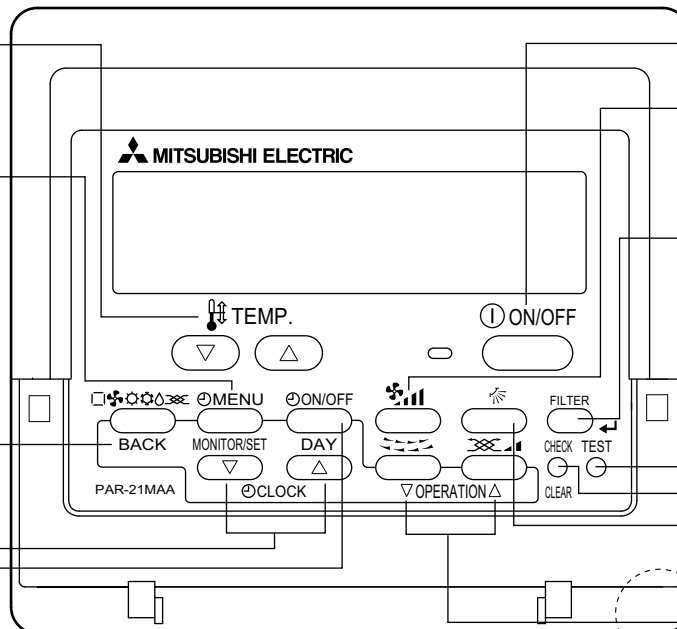 MITSUBISHI ELECTRIC
TEMP.
ON/OFF
MENU ON/OFF FILTER
BACK MONITOR/SET DAY CHECK TEST
PAR-21MAA CLOCK OPERATION CLEAR